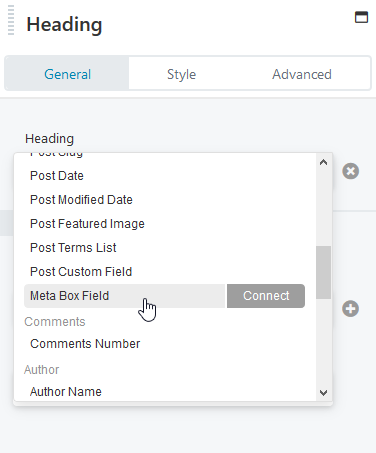 Heading
General
Style
Advanced
Heading
Post Slug
Post Date
Post Modified Date
Post Featured Image
Post Terms List
Post Custom Field
Meta Box Field
Connect
Comments
Comments Number
Author
Author Name